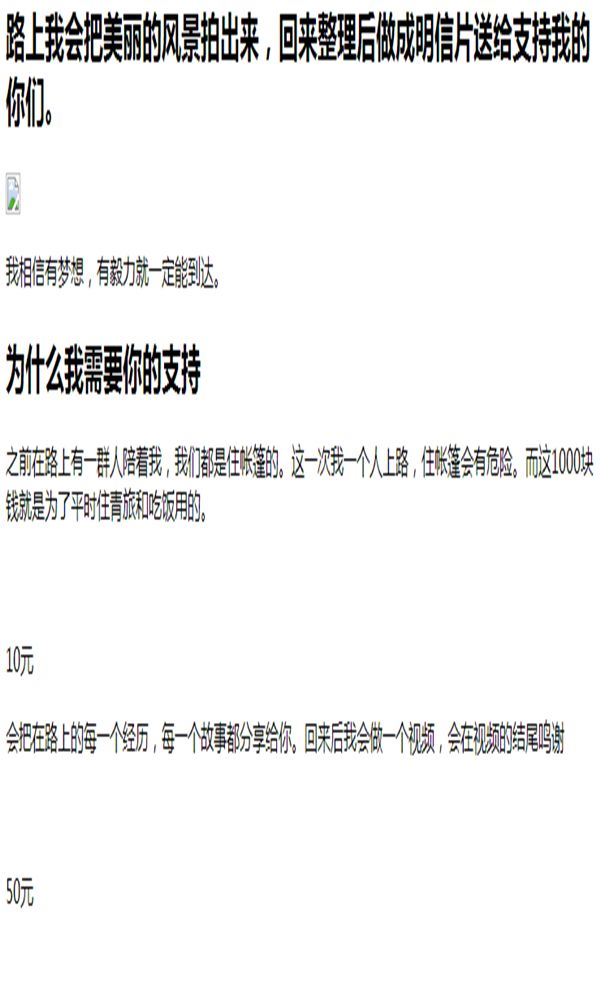 路上我会把美丽的风景拍出来，回来整理后做成明信片送给支持我的
你们。
我相信有梦想，有毅力就一定能到达。
为什么我需要你的支持
之前在路上有一群人陪着我，我们都是住帐篷的。这一次我一个人上路，住帐篷会有危险。而这1000块
钱就是为了平时住青旅和吃饭用的。
10元
会把在路上的每一个经历，每一个故事都分享给你。回来后我会做一个视频，会在视频的结尾鸣谢
50元